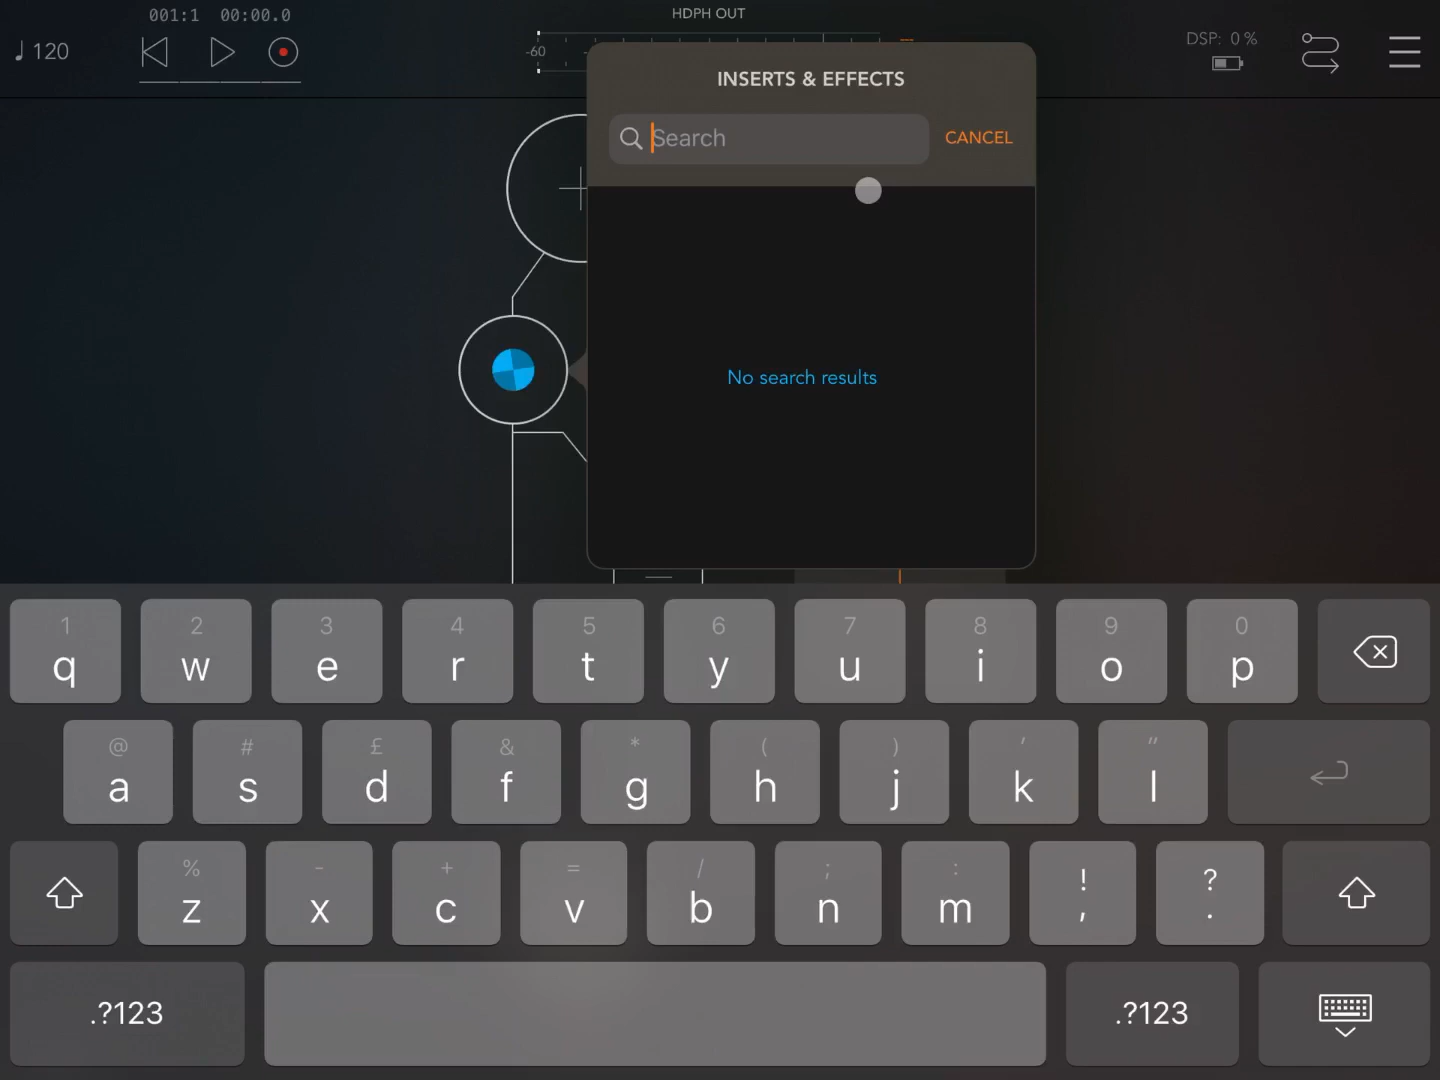 001:1 00:00.0
HDPH OUT
♩ 120
-60
DSP: 0 %
INSERTS & EFFECTS
Search
CANCEL
No search results
1 2 3 4 5 6 7 8 9 0
q w e r t y u i o p
@ # £ & * ( ) ' "
a s d f g h j k l
% - + = / ; : ! ?
z x c v b n m , .
.?123 .?123